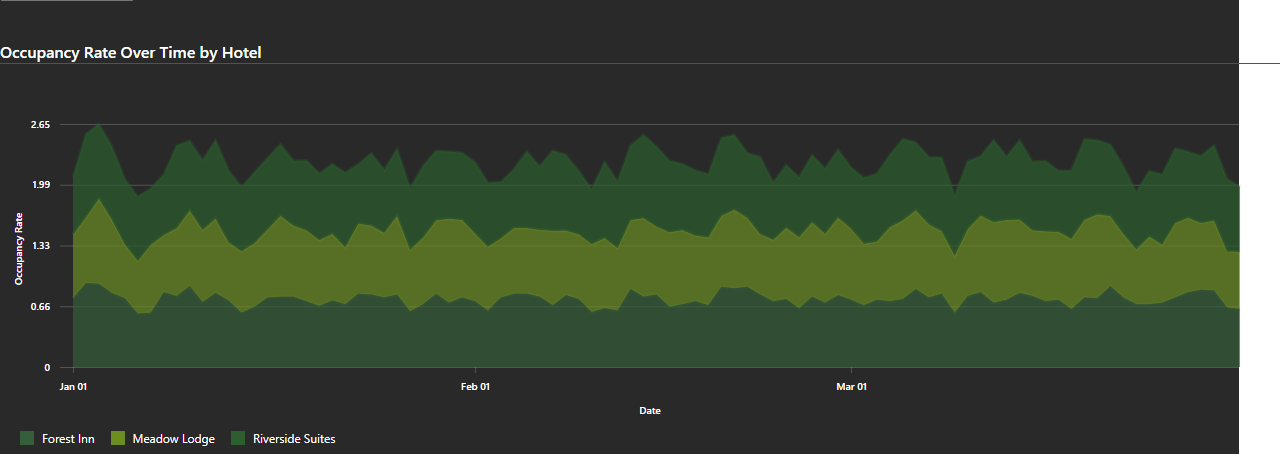 Occupancy Rate Over Time by Hotel
2.65
1.99
1.33
0.66
0
Occupancy Rate
Jan 01 Feb 01 Mar 01
Date
Forest Inn Meadow Lodge Riverside Suites